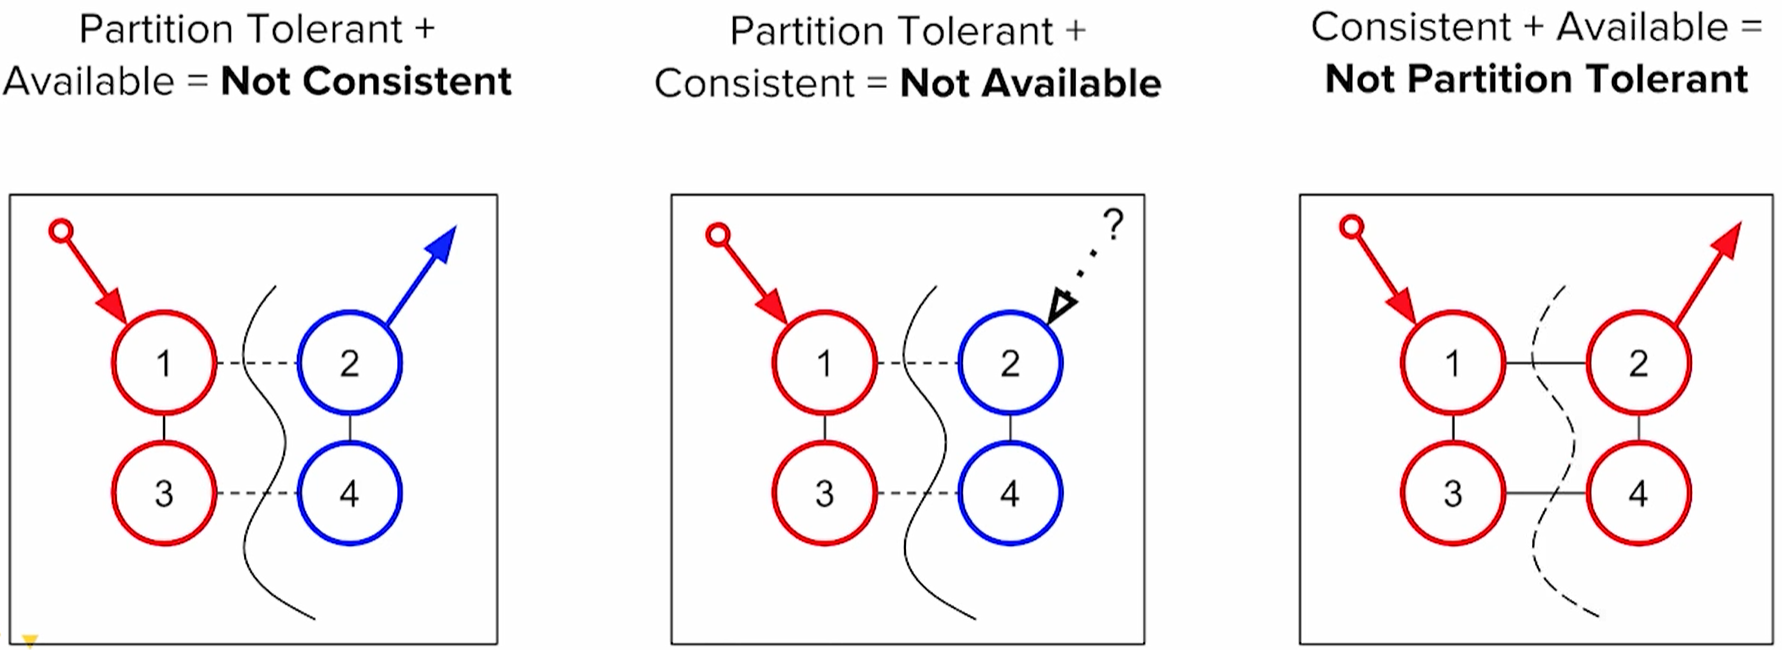 Partition Tolerant +
Available = Not Consistent
Partition Tolerant +
Consistent = Not Available
Consistent + Available =
Not Partition Tolerant
1
2
3
4
?
1
2
3
4
1
2
3
4